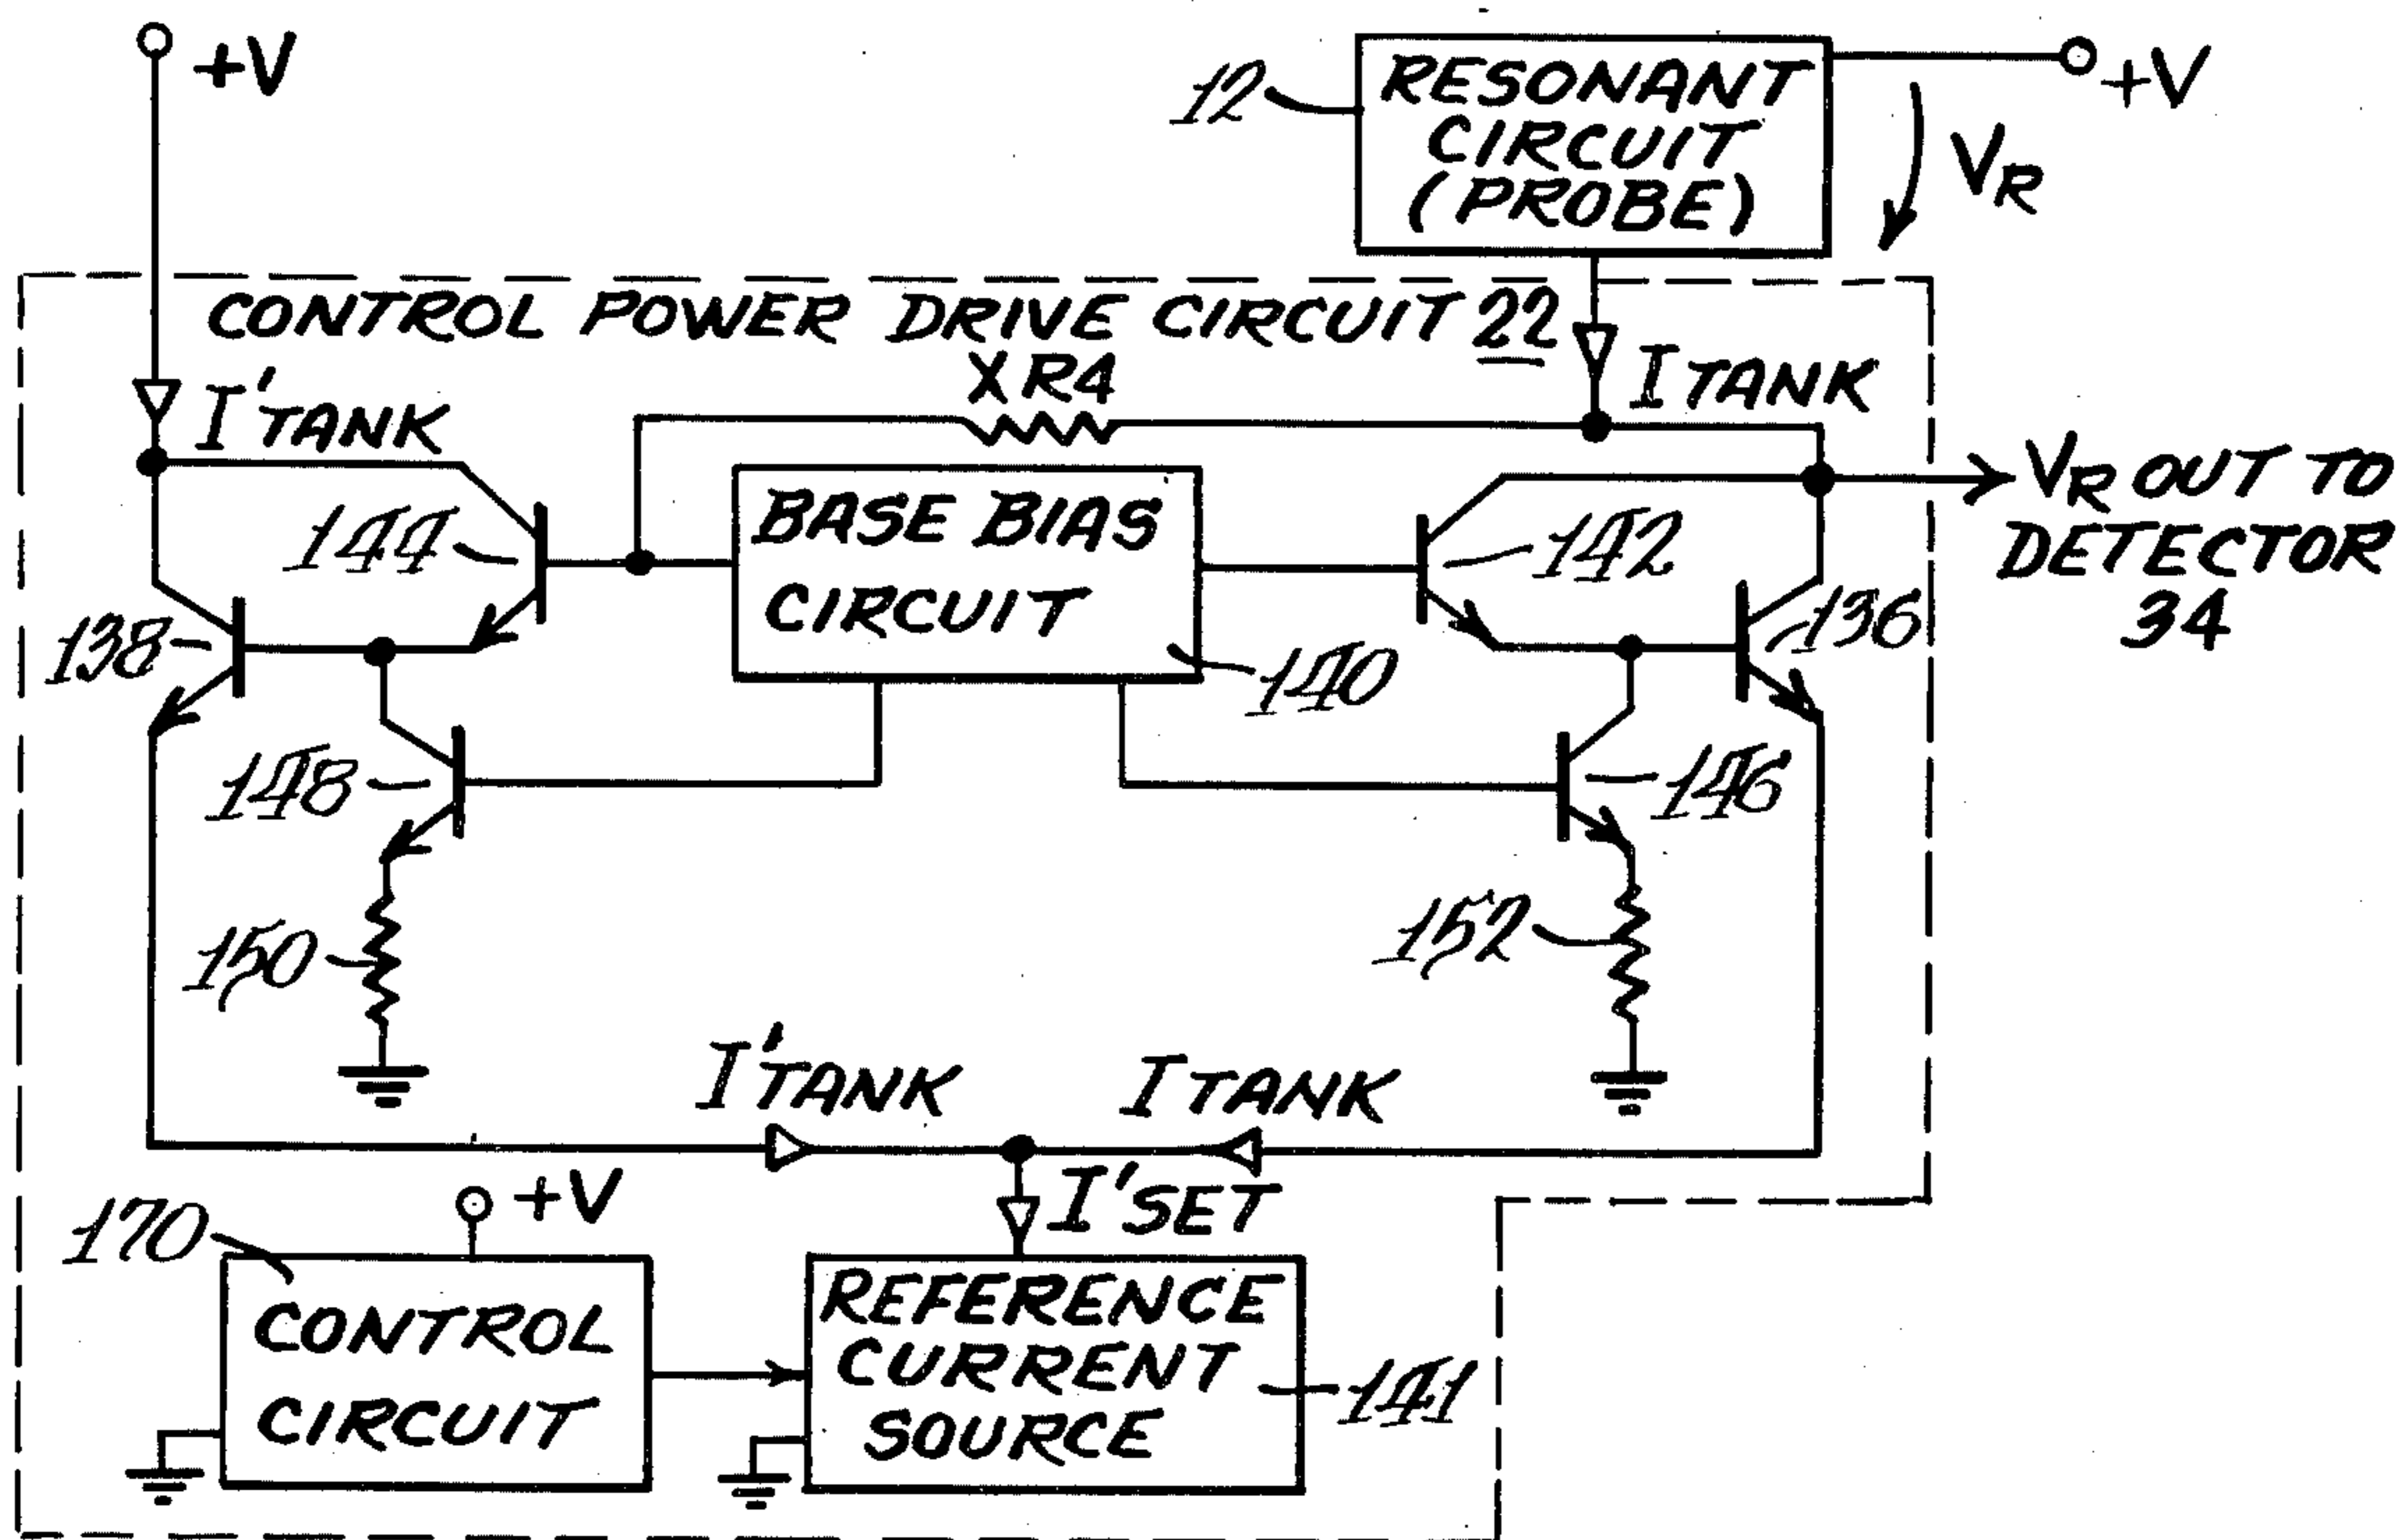 +V
12
RESONANT
CIRCUIT
(PROBE)
+V
VR
CONTROL POWER DRIVE CIRCUIT 22
XR4
I'TANK
I TANK
144
BASE BIAS
CIRCUIT
142
VR OUT TO
DETECTOR
34
138
140
136
148
146
150
152
I'TANK
I TANK
170
+V
I'SET
CONTROL
CIRCUIT
REFERENCE
CURRENT
SOURCE
141